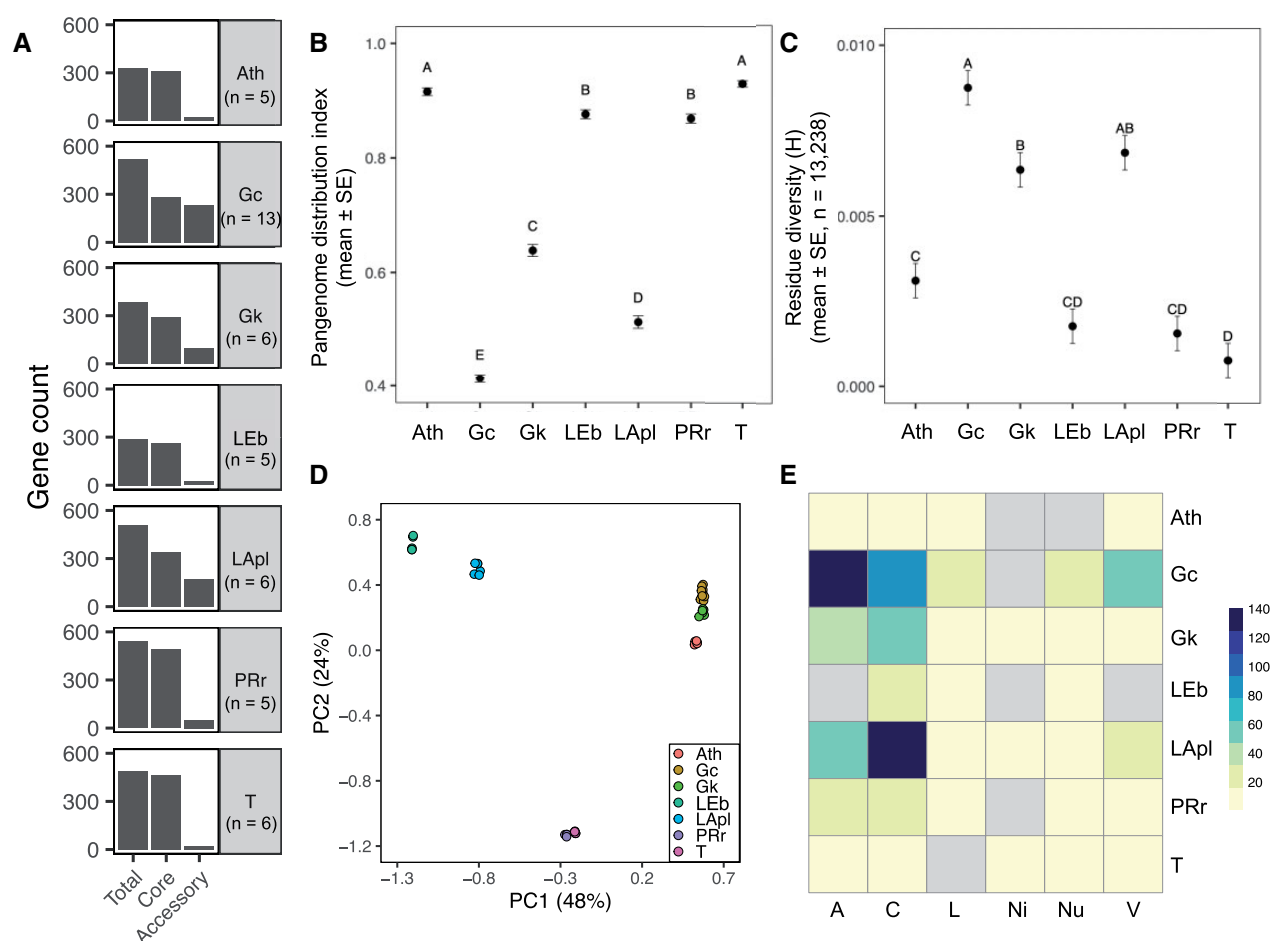 A
Gene count
600
300
0
Ath
(n = 5)
600
300
0
Gc
(n = 13)
600
300
0
Gk
(n = 6)
600
300
0
LEb
(n = 5)
600
300
0
LApl
(n = 6)
600
300
0
PRr
(n = 5)
600
300
0
T
(n = 6)
Total
Core
Accessory
B
Pangenome distribution index
(mean ± SE)
1.0
0.8
0.6
0.4
A
E
C
B
D
B
A
Ath Gc Gk LEb LApl PRr T
C
Residue diversity (H)
(mean ± SE, n = 13,238)
0.010
0.005
0.000
C
A
B
CD
AB
CD
D
Ath Gc Gk LEb LApl PRr T
D
PC2 (24%)
0.8
0.4
0.0
−0.4
−0.8
−1.2
−1.3 −0.8 −0.3 0.2 0.7
PC1 (48%)
Ath
Gc
Gk
LEb
LApl
PRr
T
E
Ath
Gc
Gk
LEb
LApl
PRr
T
A C L Ni Nu V
140
120
100
80
60
40
20